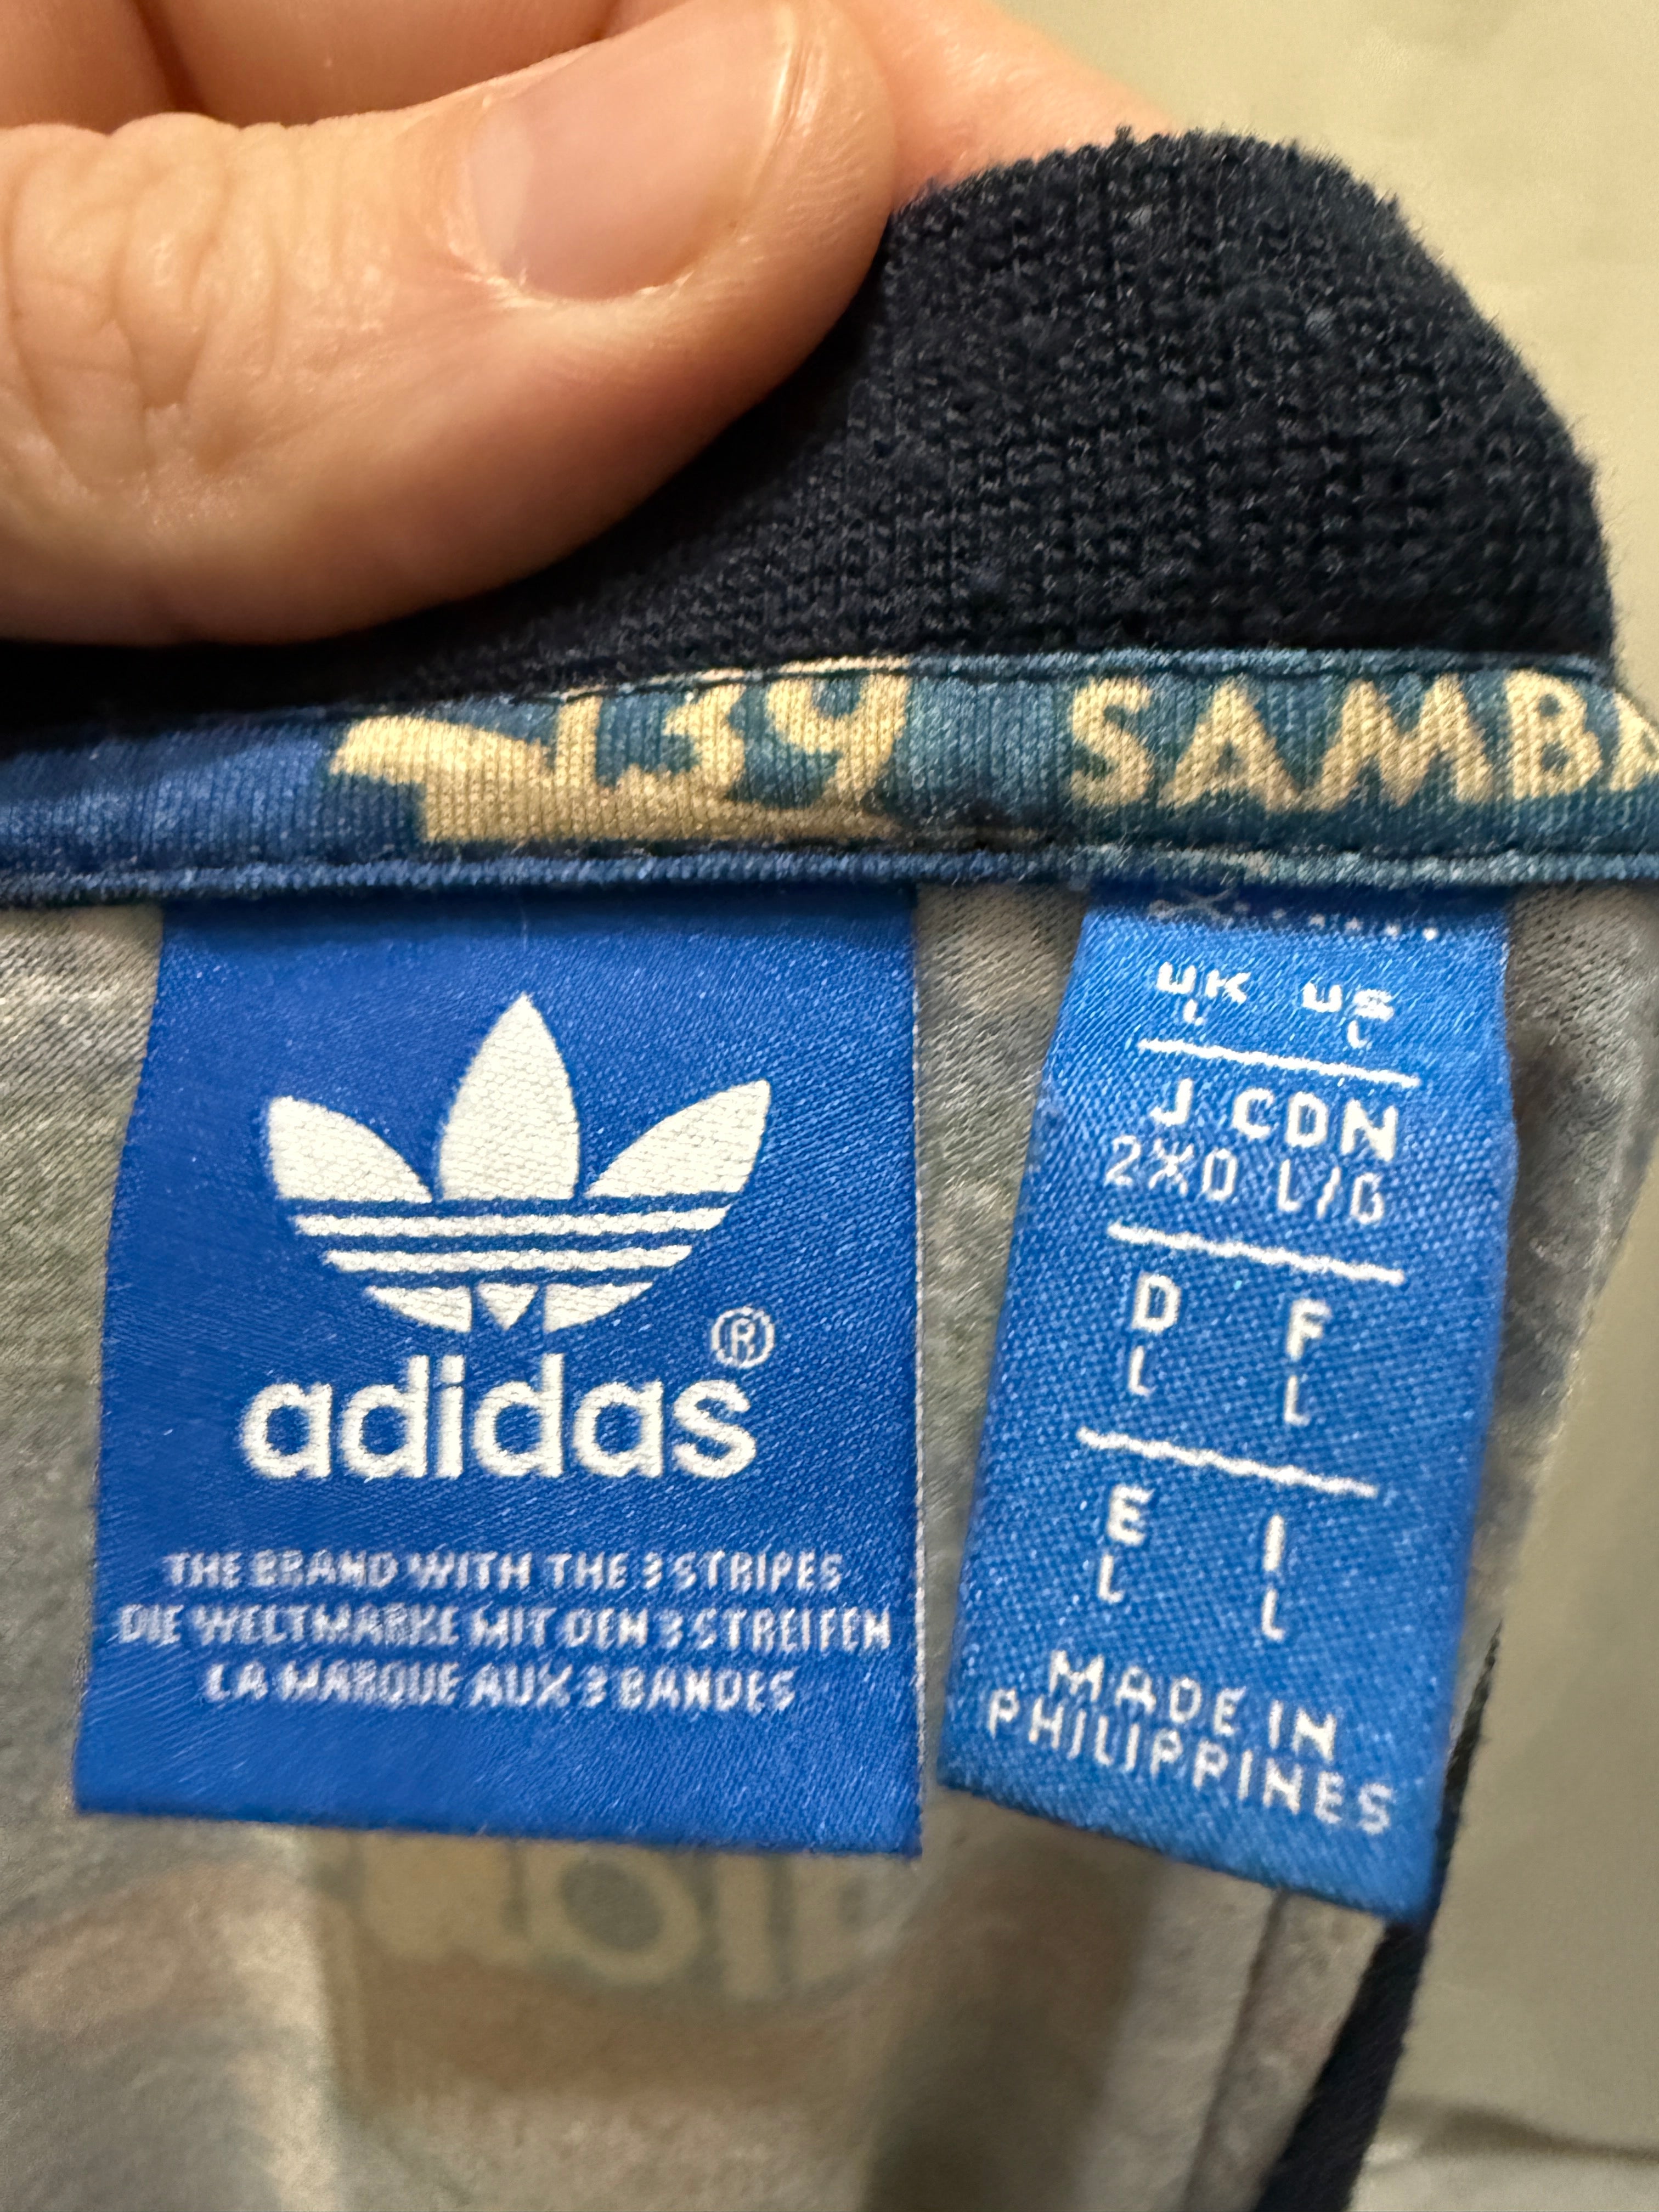 139 SAMBA
®
adidas
THE BRAND WITH THE 3 STRIPES
DIE WELTMARKE MIT DEN 3 STREIFEN
LA MARQUE AUX 3 BANDES
UK US
L L
J CDN
2XO L/G
D F
L L
E I
L L
MADE IN
PHILIPPINES